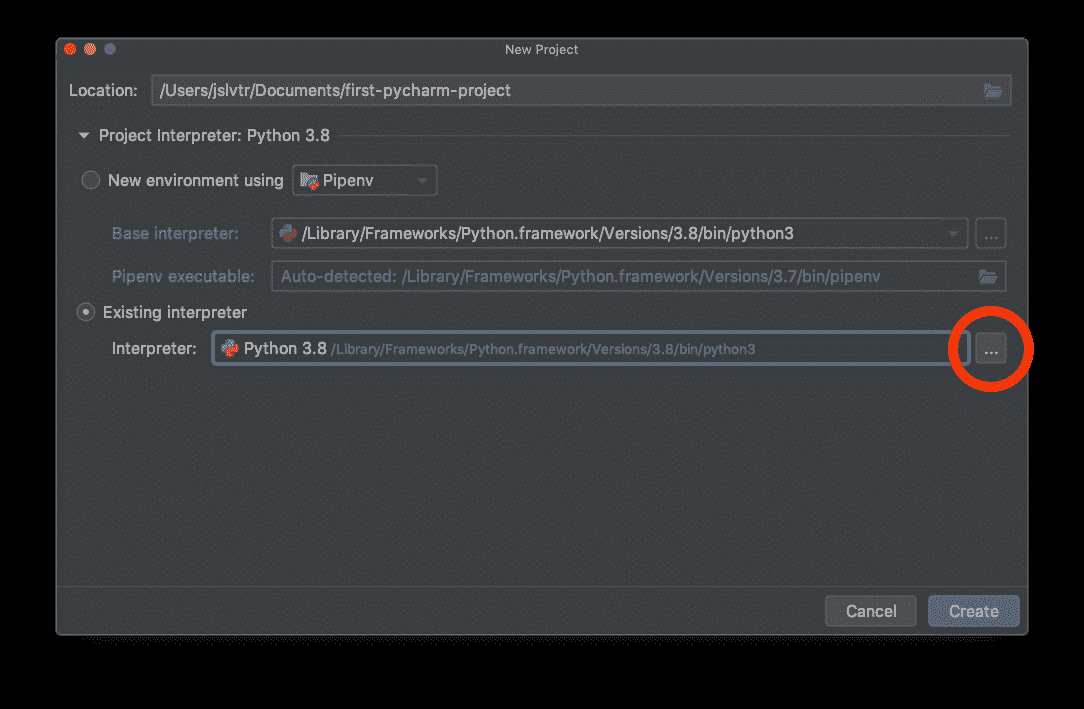 New Project
Location: /Users/jslvtr/Documents/first-pycharm-project
Project Interpreter: Python 3.8
New environment using Pipenv
Base interpreter: /Library/Frameworks/Python.framework/Versions/3.8/bin/python3 ...
Pipenv executable: Auto-detected: /Library/Frameworks/Python.framework/Versions/3.7/bin/pipenv
Existing interpreter
Interpreter: Python 3.8 /Library/Frameworks/Python.framework/Versions/3.8/bin/python3 ...
Cancel Create